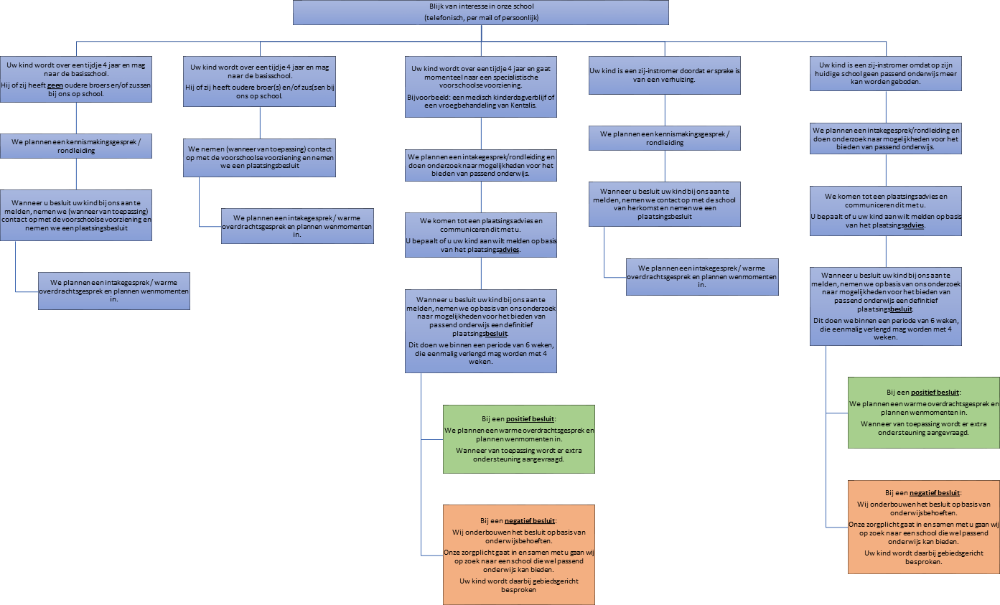 Blijk van interesse in onze school
(telefonisch, per mail of persoonlijk)
Uw kind wordt over een tijdje 4 jaar en mag
naar de basisschool.
Hij of zij heeft geen oudere broers en/of zussen
bij ons op school.
We plannen een kennismakingsgesprek /
rondleiding
Wanneer u besluit uw kind bij ons aan te
melden, nemen we (wanneer van toepassing)
contact op met de voorschoolse voorziening en
nemen we een plaatsingsbesluit
We plannen een intakegesprek / warme
overdrachtsgesprek en plannen wenmomenten
in.
Uw kind wordt over een tijdje 4 jaar en mag
naar de basisschool.
Hij of zij heeft oudere broer(s) en/of zus(sen bij
ons op school.
We nemen (wanneer van toepassing) contact
op met de voorschoolse voorziening en nemen
we een plaatsingsbesluit
We plannen een intakegesprek / warme
overdrachtsgesprek en plannen wenmomenten
in.
Uw kind wordt over een tijdje 4 jaar en gaat
momenteel naar een specialistische
voorschoolse voorziening.
Bijvoorbeeld: een medisch kinderdagverblijf of
een vroegbehandeling van Kentalis.
We plannen een intakegesprek/rondleiding en
doen onderzoek naar mogelijkheden voor het
bieden van passend onderwijs.
We komen tot een plaatsingsadvies en
communiceren dit met u.
U bepaalt of u uw kind aan wilt melden op basis
van het plaatsingsadvies.
Wanneer u besluit uw kind bij ons aan te
melden, nemen we op basis van ons onderzoek
naar mogelijkheden voor het bieden van
passend onderwijs een definitief
plaatsingsbesluit.
Dit doen we binnen een periode van 6 weken,
die eenmalig verlengd mag worden met 4
weken.
Bij een positief besluit:
We plannen een warme overdrachtsgesprek en
plannen wenmomenten in.
Wanneer van toepassing wordt er extra
ondersteuning aangevraagd.
Bij een negatief besluit:
Wij onderbouwen het besluit op basis van
onderwijsbehoeften.
Onze zorgplicht gaat in en samen met u gaan wij
op zoek naar een school die wel passend
onderwijs kan bieden.
Uw kind wordt daarbij gebiedsgericht
besproken
Uw kind is een zij-instromer doordat er sprake is
van een verhuizing.
We plannen een kennismakingsgesprek /
rondleiding
Wanneer u besluit uw kind bij ons aan te
melden, nemen we contact op met de school
van herkomst en nemen we een
plaatsingsbesluit
We plannen een intakegesprek / warme
overdrachtsgesprek en plannen wenmomenten
in.
Uw kind is een zij-instromer omdat op zijn
huidige school geen passend onderwijs meer
kan worden geboden.
We plannen een intakegesprek/rondleiding en
doen onderzoek naar mogelijkheden voor het
bieden van passend onderwijs.
We komen tot een plaatsingsadvies en
communiceren dit met u.
U bepaalt of u uw kind aan wilt melden op basis
van het plaatsingsadvies.
Wanneer u besluit uw kind bij ons aan te
melden, nemen we op basis van ons onderzoek
naar mogelijkheden voor het bieden van
passend onderwijs een definitief
plaatsingsbesluit.
Dit doen we binnen een periode van 6 weken,
die eenmalig verlengd mag worden met 4
weken.
Bij een positief besluit:
We plannen een warme overdrachtsgesprek en
plannen wenmomenten in.
Wanneer van toepassing wordt er extra
ondersteuning aangevraagd.
Bij een negatief besluit:
Wij onderbouwen het besluit op basis van
onderwijsbehoeften.
Onze zorgplicht gaat in en samen met u gaan wij
op zoek naar een school die wel passend
onderwijs kan bieden.
Uw kind wordt daarbij gebiedsgericht
besproken.